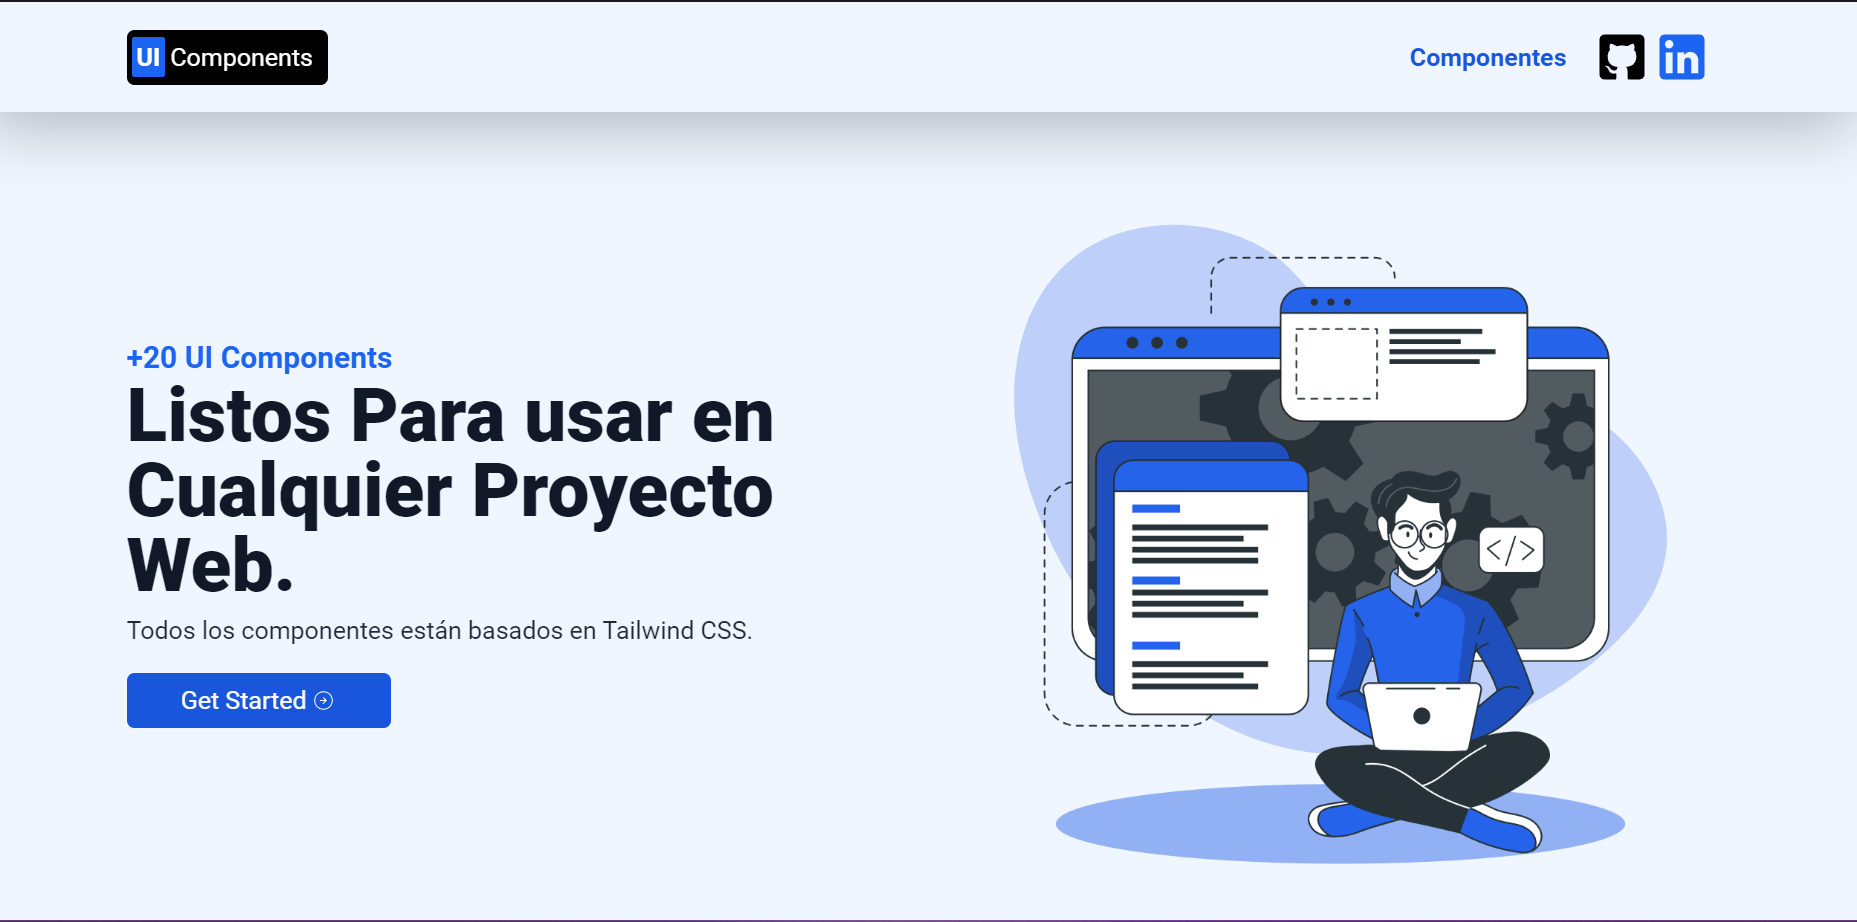 UI Components
Componentes
+20 UI Components
Listos Para usar en
Cualquier Proyecto
Web.
Todos los componentes están basados en Tailwind CSS.
Get Started